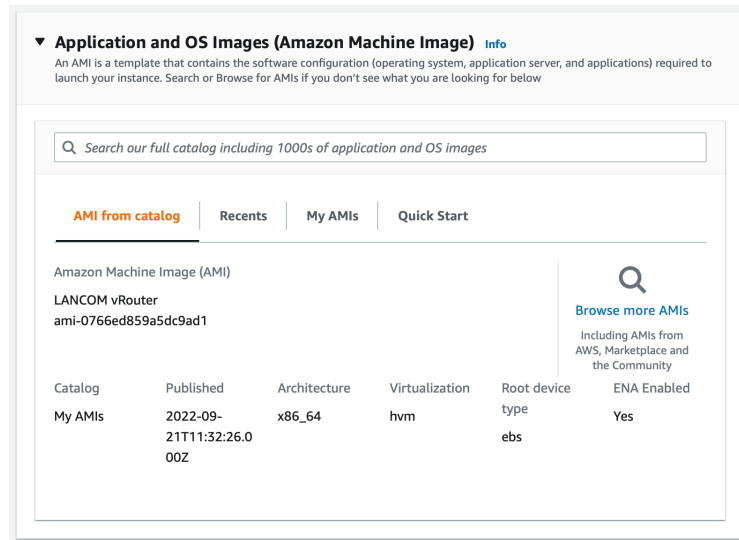 Application and OS Images (Amazon Machine Image) Info
An AMI is a template that contains the software configuration (operating system, application server, and applications) required to
launch your instance. Search or Browse for AMIs if you don't see what you are looking for below
Search our full catalog including 1000s of application and OS images
AMI from catalog
Recents
My AMIs
Quick Start
Amazon Machine Image (AMI)
LANCOM vRouter
ami-0766ed859a5dc9ad1
Browse more AMIs
Including AMIs from
AWS, Marketplace and
the Community
Catalog
My AMIs
Published
2022-09-
21T11:32:26.0
00Z
Architecture
x86_64
Virtualization
hvm
Root device
type
ebs
ENA Enabled
Yes